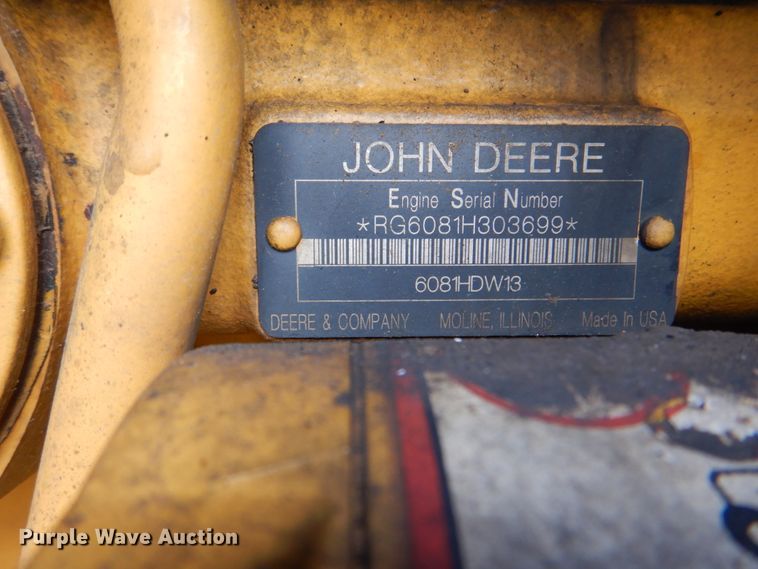 JOHN DEERE
Engine Serial Number
*RG6081H303699*
6081HDW13
DEERE & COMPANY MOLINE, ILLINOIS Made In USA
Purple Wave Auction